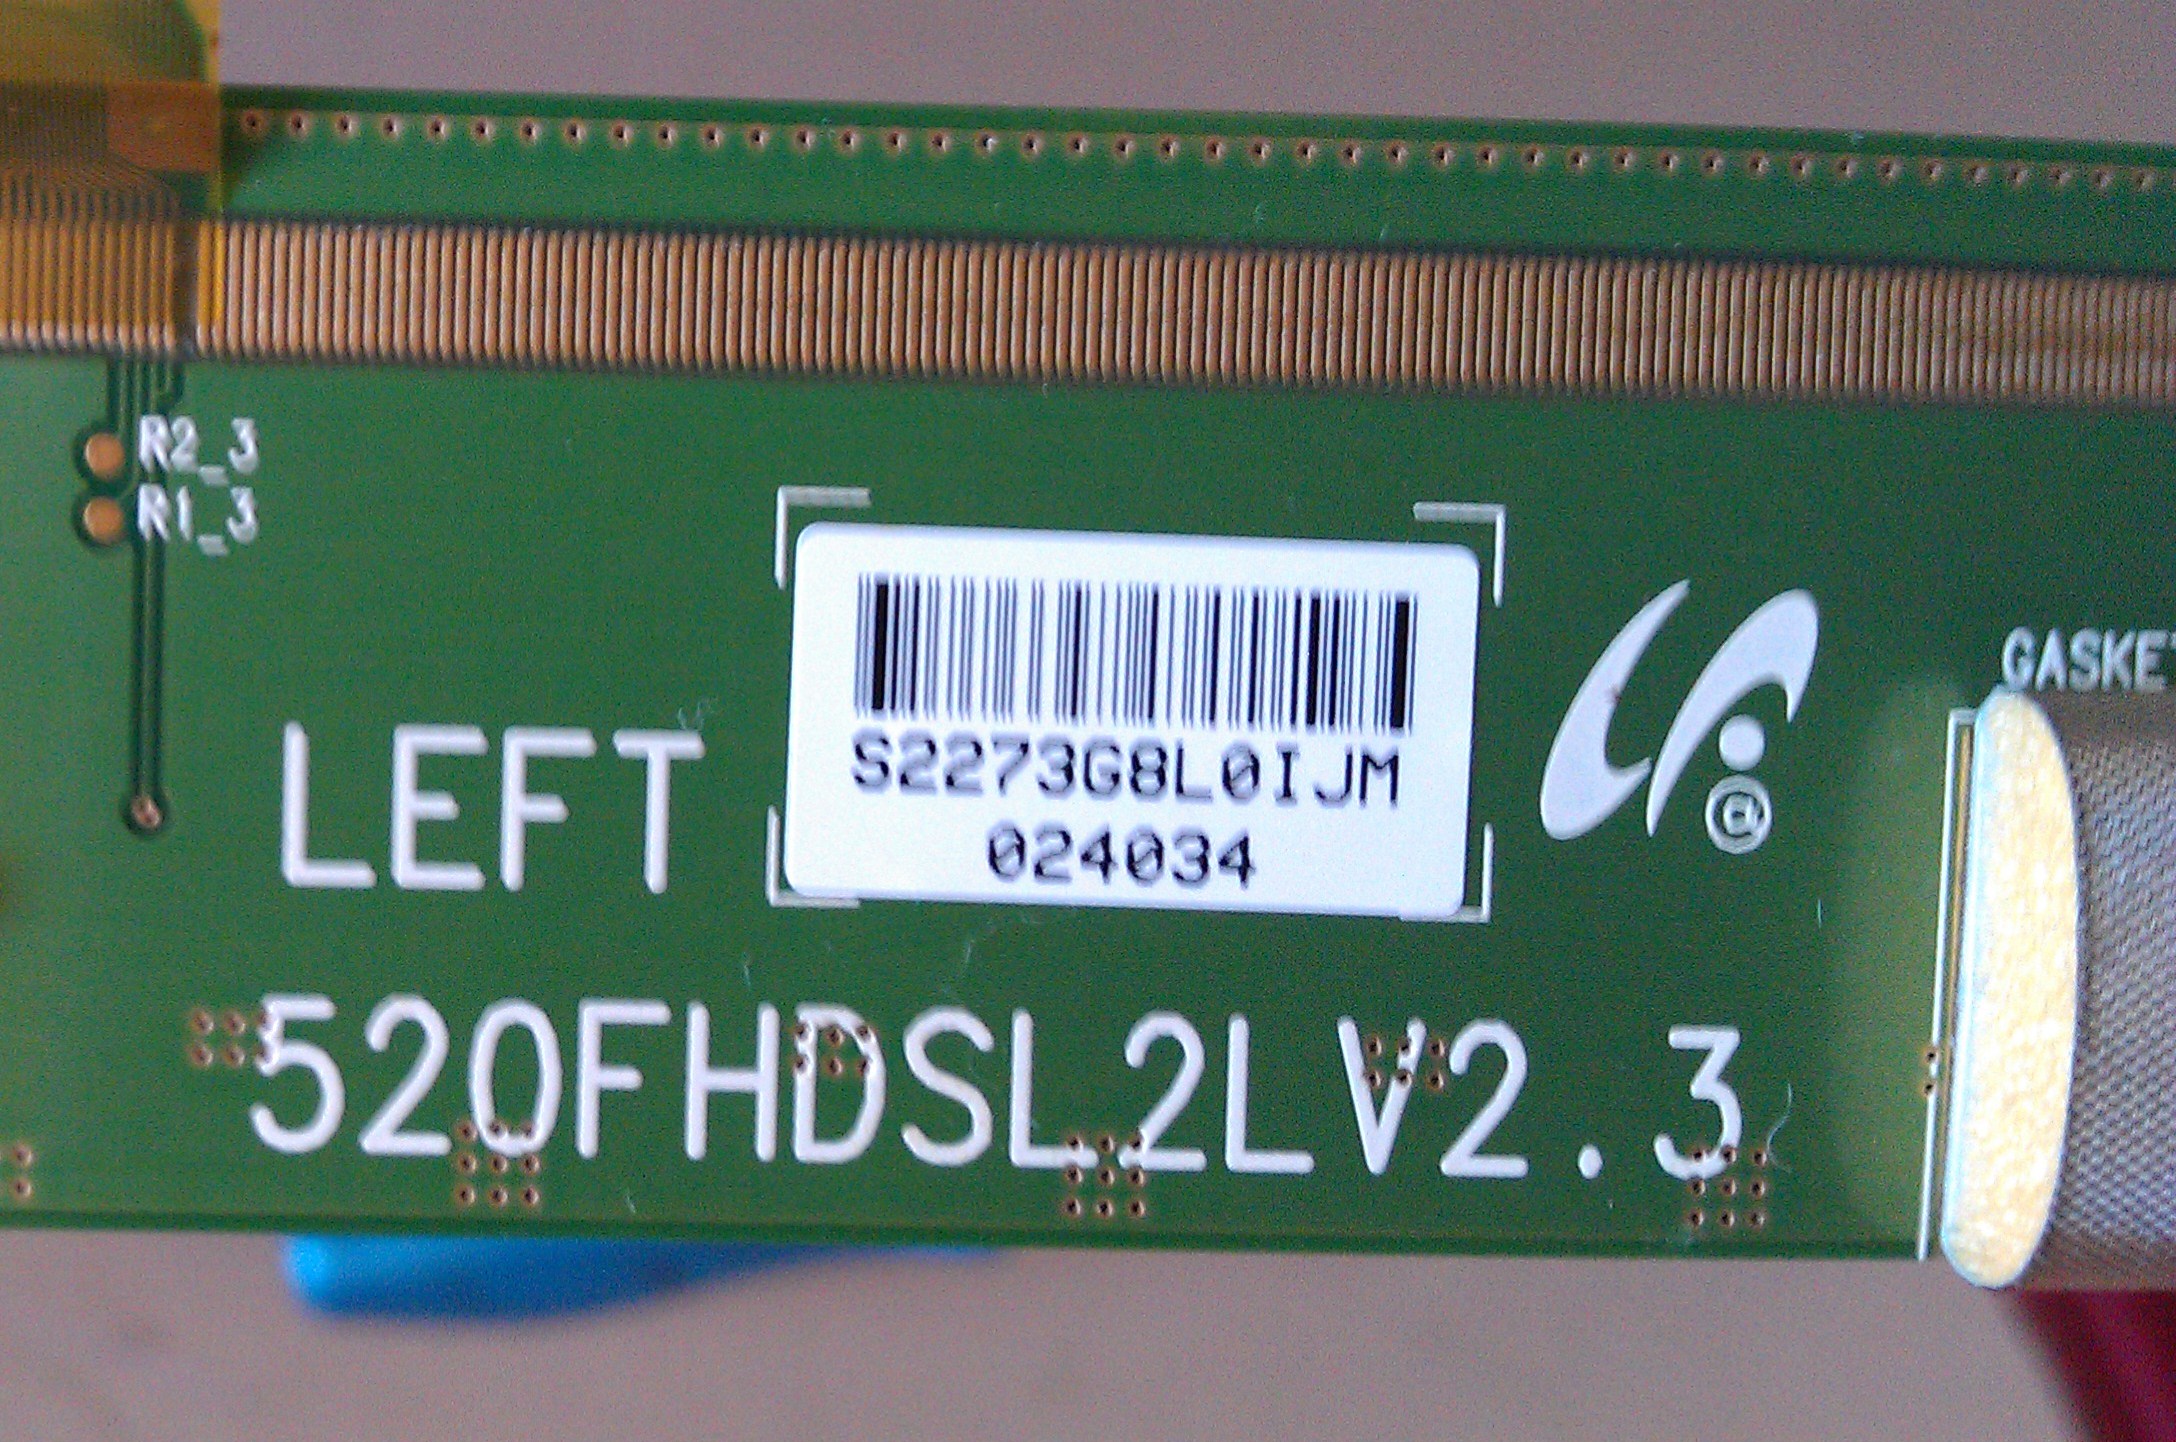 R2_3
R1_3
GASKET
LEFT
S2273G8L0IJM
024034
@
520FHDSL2LV2.3